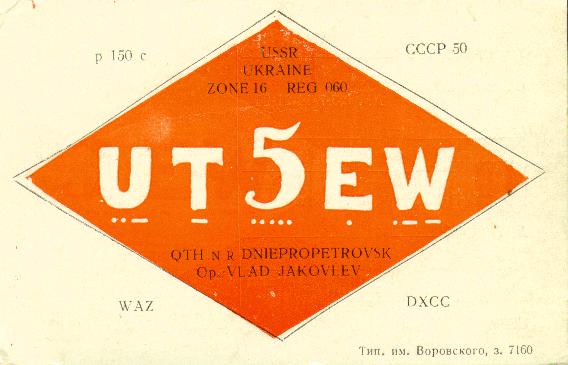 р 150 с
СССР 50
USSR
UKRAINE
ZONE 16 REG 060
UT5EW
··— — ····· · ·— —
QTH N R DNIEPROPETROVSK
Op. VLAD JAKOVLEV
WAZ
DXCC
Тип. им. Воровского, з. 7160